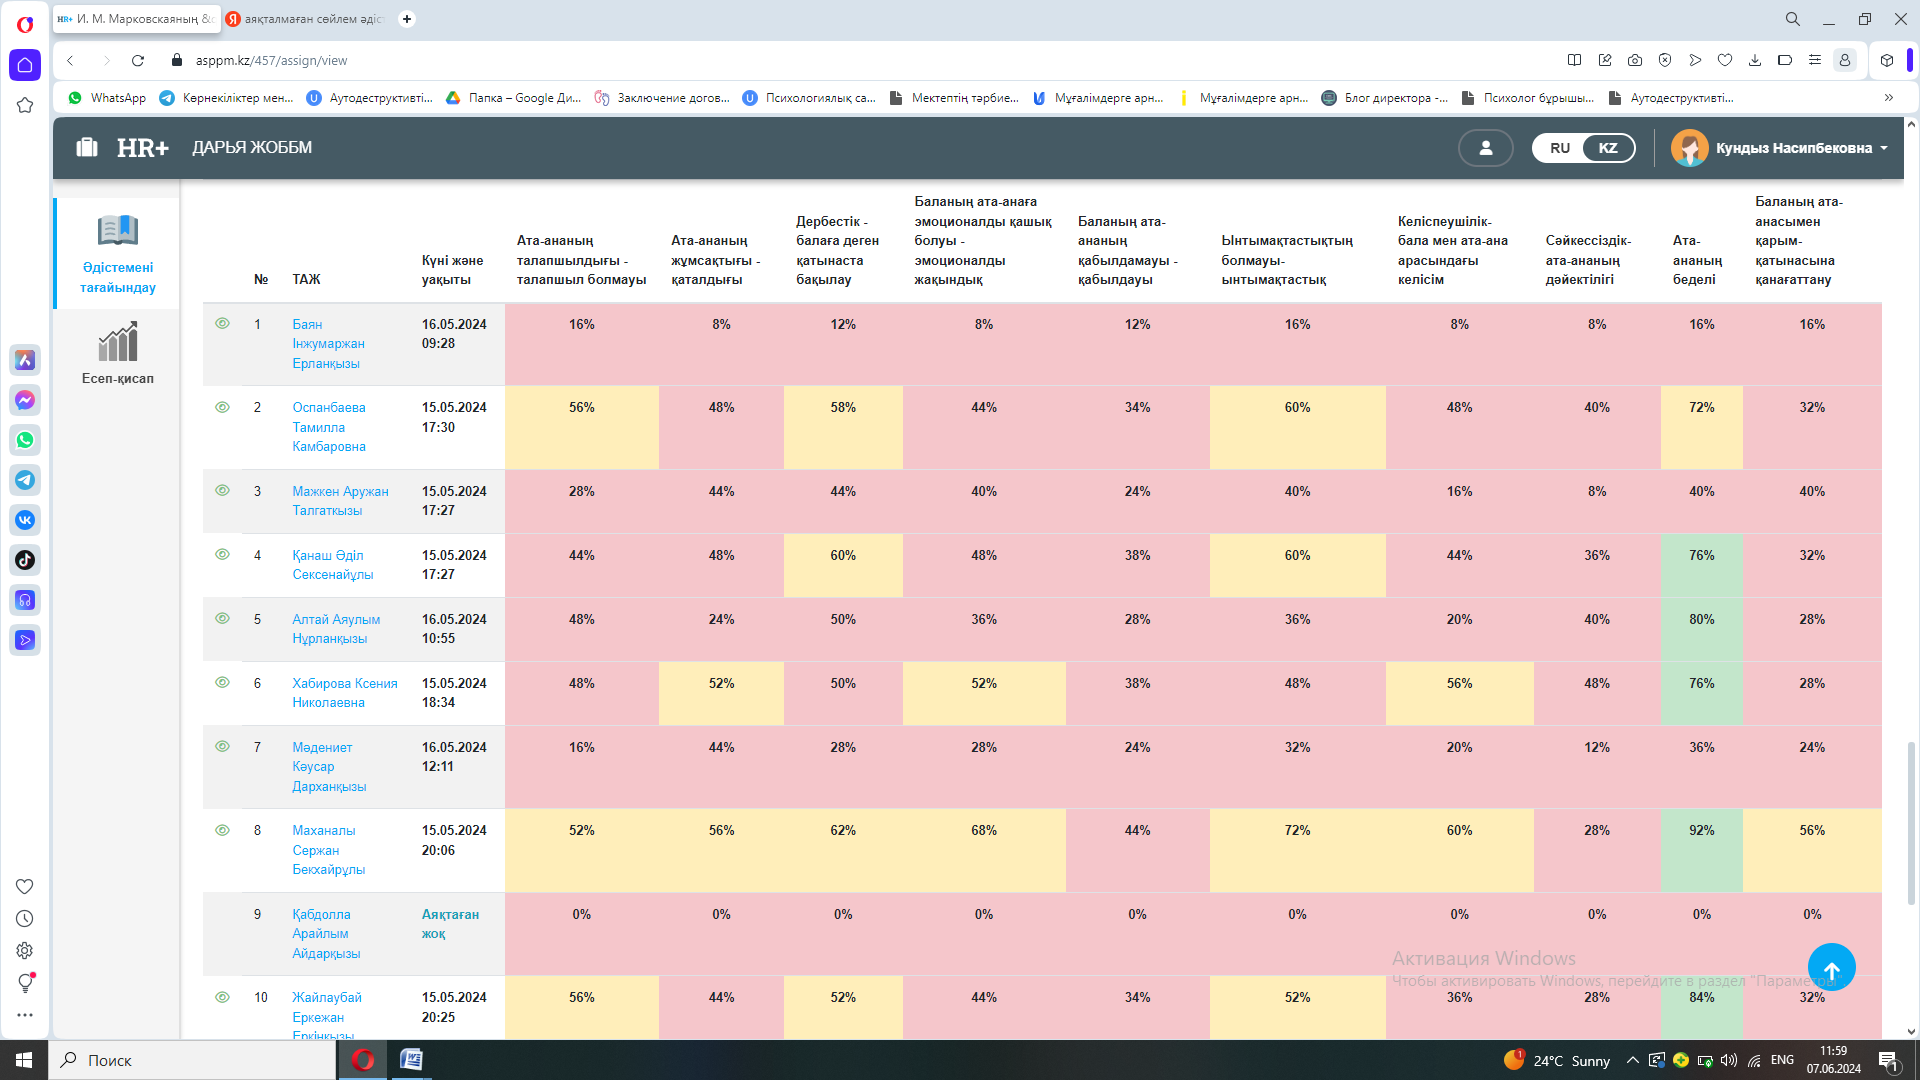 И. М. Марковскаяның &c
аяқталмаған сөйлем әдіс
asppm.kz/457/assign/view
WhatsApp
Көрнекіліктер мен...
Аутодеструктивті...
Папка – Google Ди...
Заключение догов...
Психологиялық са...
Мектептің тәрбие...
Мұғалімдерге арн...
Мұғалімдерге арн...
Блог директора -...
Психолог бұрышы...
Аутодеструктивті...
HR+ ДАРЬЯ ЖОББМ
RU KZ
Кундыз Насипбековна
Әдістемені
тағайындау
Есеп-қисап
№
ТАЖ
Күні және
уақыты
Ата-ананың
талапшылдығы -
талапшыл болмауы
Ата-ананың
жұмсақтығы -
қаталдығы
Дербестік -
балаға деген
қатынаста
бақылау
Баланың ата-анаға
эмоционалды қашық
болуы -
эмоционалды
жақындық
Баланың ата-
ананың
қабылдамауы -
қабылдауы
Ынтымақтастықтың
болмауы-
ынтымақтастық
Келіспеушілік-
бала мен ата-ана
арасындағы
келісім
Сәйкессіздік-
ата-ананың
дәйектілігі
Ата-
ананың
беделі
Баланың ата-
анасымен
қарым-
қатынасына
қанағаттану
1 Баян 16.05.2024 16% 8% 12% 8% 12% 16% 8% 8% 16% 16%
Інжумаржан 09:28
Ерланқызы
2 Оспанбаева 15.05.2024 56% 48% 58% 44% 34% 60% 48% 40% 72% 32%
Тамилла 17:30
Камбаровна
3 Мажкен Аружан 15.05.2024 28% 44% 44% 40% 24% 40% 16% 8% 40% 40%
Талгаткызы 17:27
4 Қанаш Әділ 15.05.2024 44% 48% 60% 48% 38% 60% 44% 36% 76% 32%
Сексенайұлы 17:27
5 Алтай Аяулым 16.05.2024 48% 24% 50% 36% 28% 36% 20% 40% 80% 28%
Нұрланқызы 10:55
6 Хабирова Ксения 15.05.2024 48% 52% 50% 52% 38% 48% 56% 48% 76% 28%
Николаевна 18:34
7 Мәдениет 16.05.2024 16% 44% 28% 28% 24% 32% 20% 12% 36% 24%
Кәусар 12:11
Дарханқызы
8 Маханалы 15.05.2024 52% 56% 62% 68% 44% 72% 60% 28% 92% 56%
Сержан 20:06
Бекхайрұлы
9 Қабдолла Аяқтаған 0% 0% 0% 0% 0% 0% 0% 0% 0% 0%
Арайлым жоқ
Айдарқызы
Активация Windows
Чтобы активировать Windows, перейдите в раздел "Параметры".
10 Жайлаубай 15.05.2024 56% 44% 52% 44% 34% 52% 36% 28% 84% 32%
Еркежан 20:25
Еркінқызы
Поиск
24°C Sunny
ENG
11:59
07.06.2024